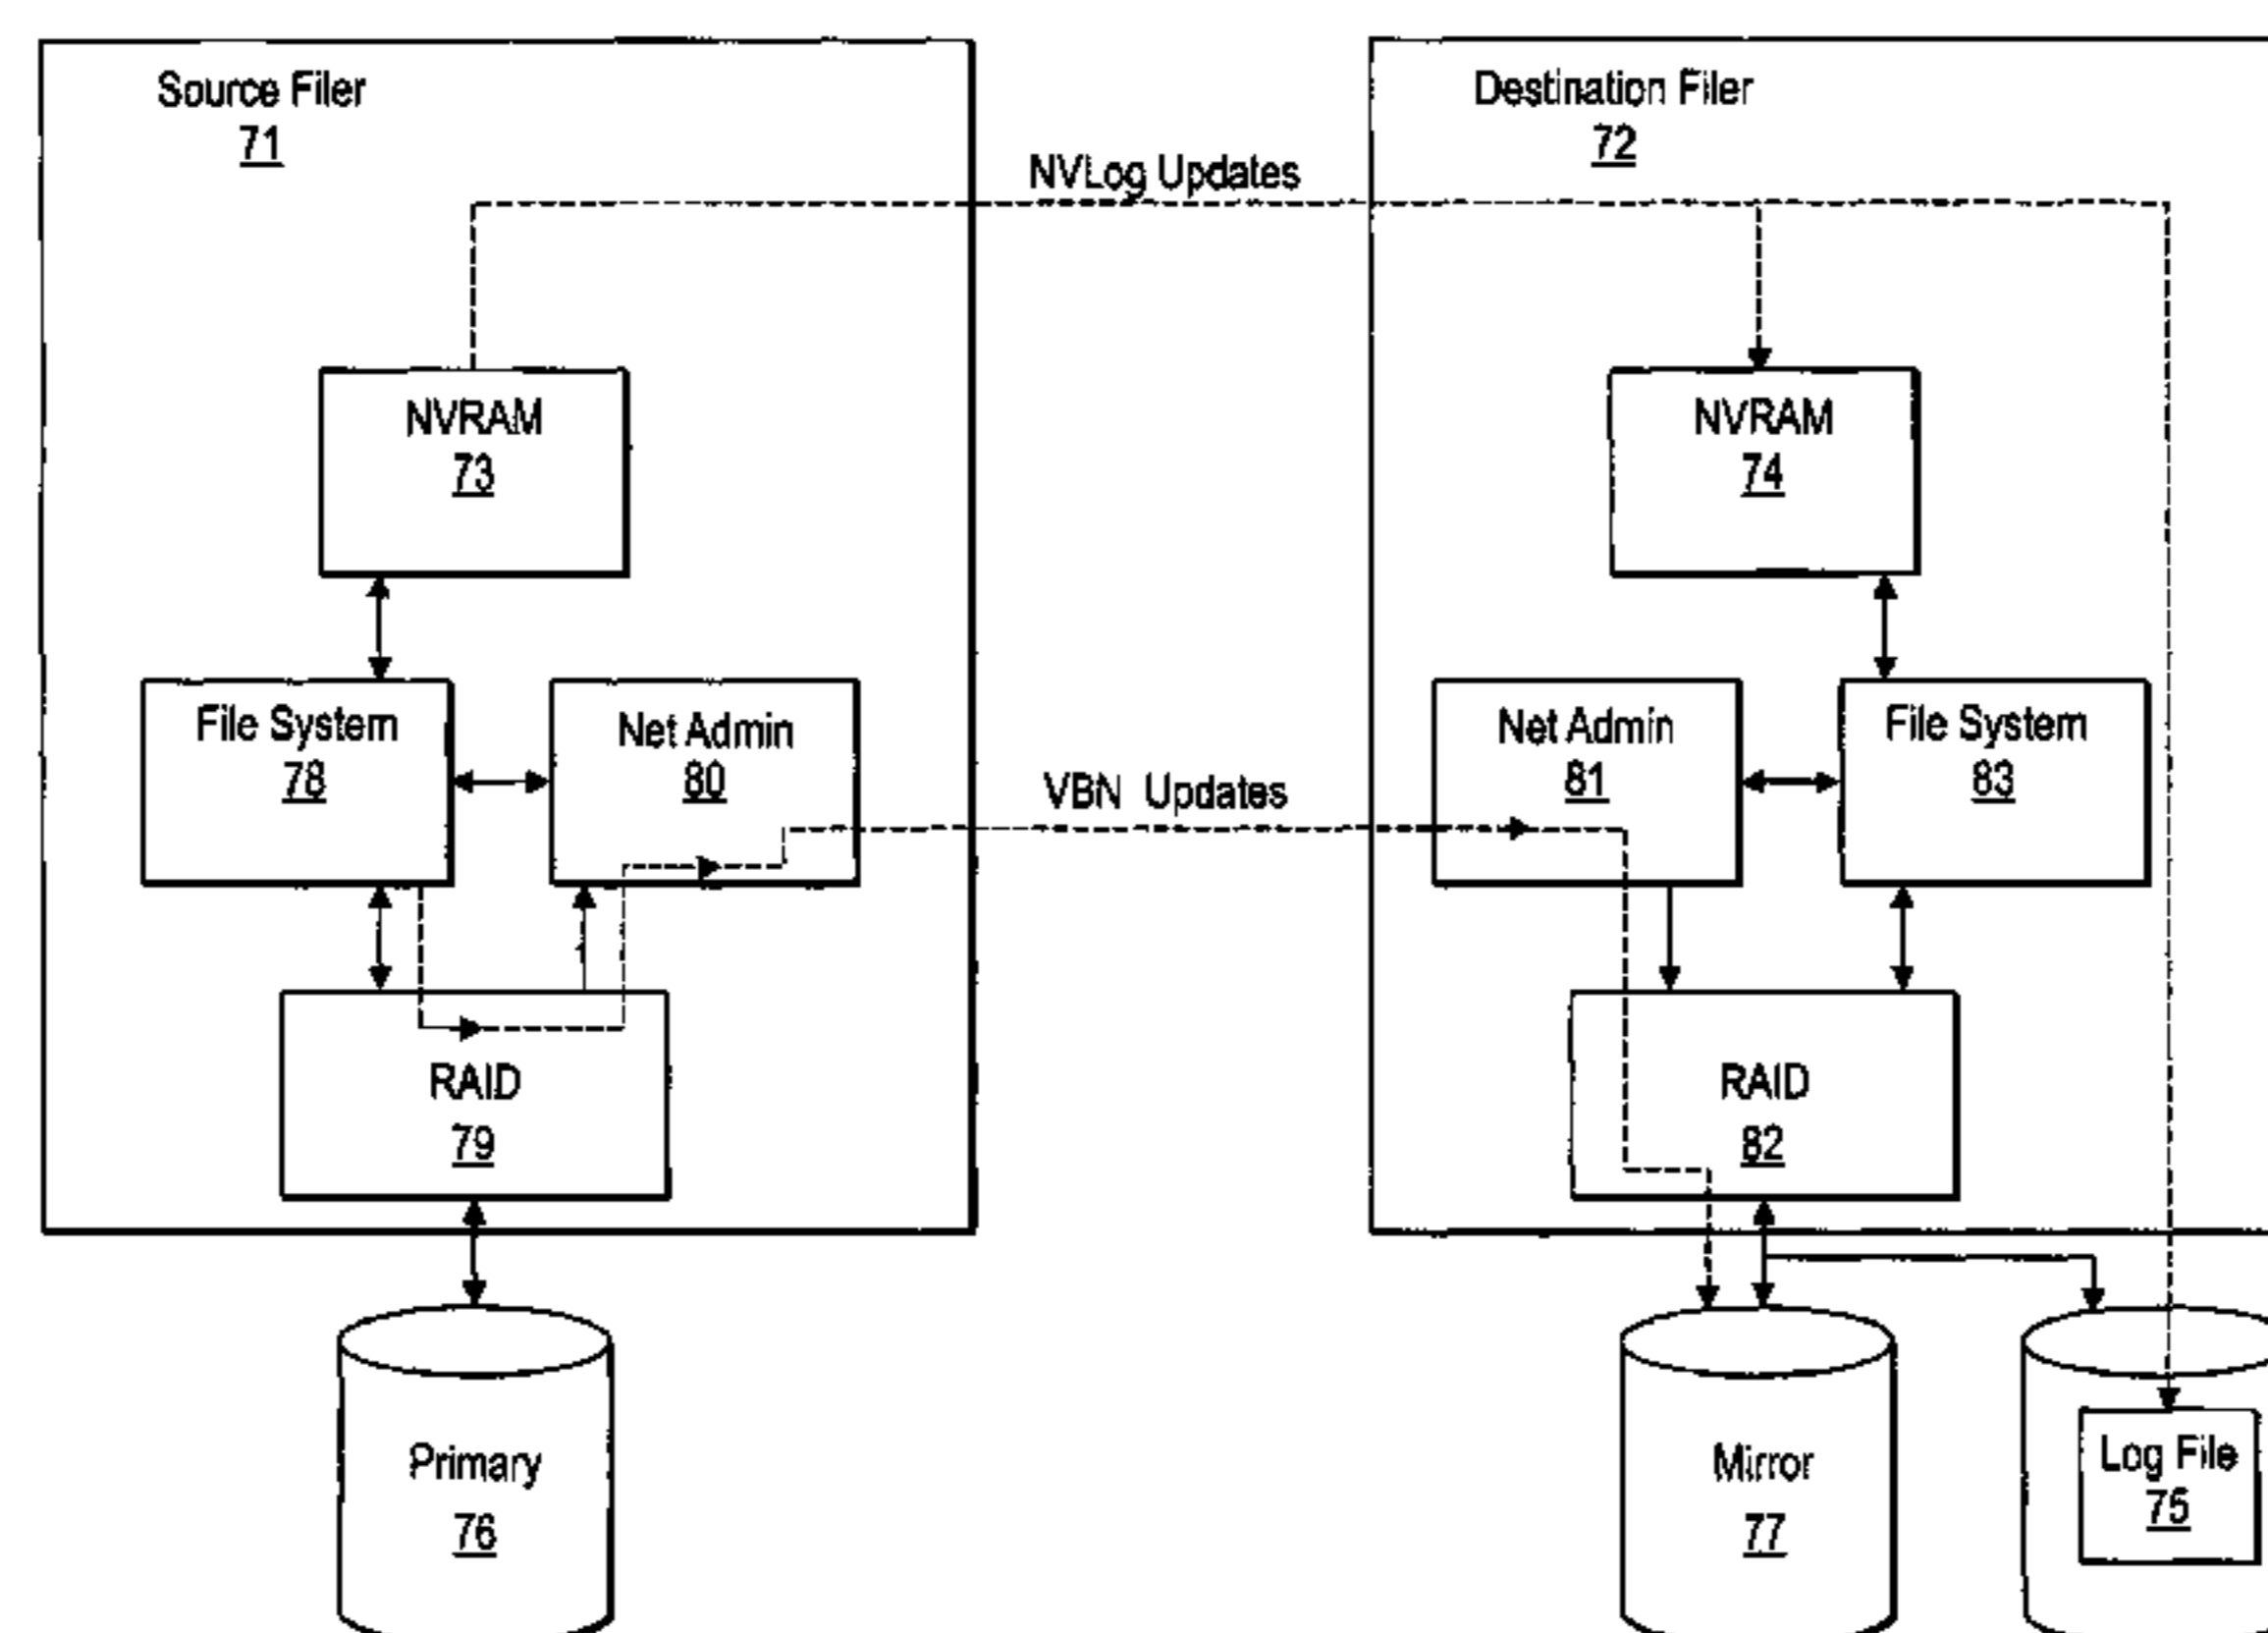 Source Filer
71
Destination Filer
72
NVLog Updates
NVRAM
73
NVRAM
74
File System
78
Net Admin
80
VBN Updates
Net Admin
81
File System
83
RAID
79
RAID
82
Primary
76
Mirror
77
Log File
75